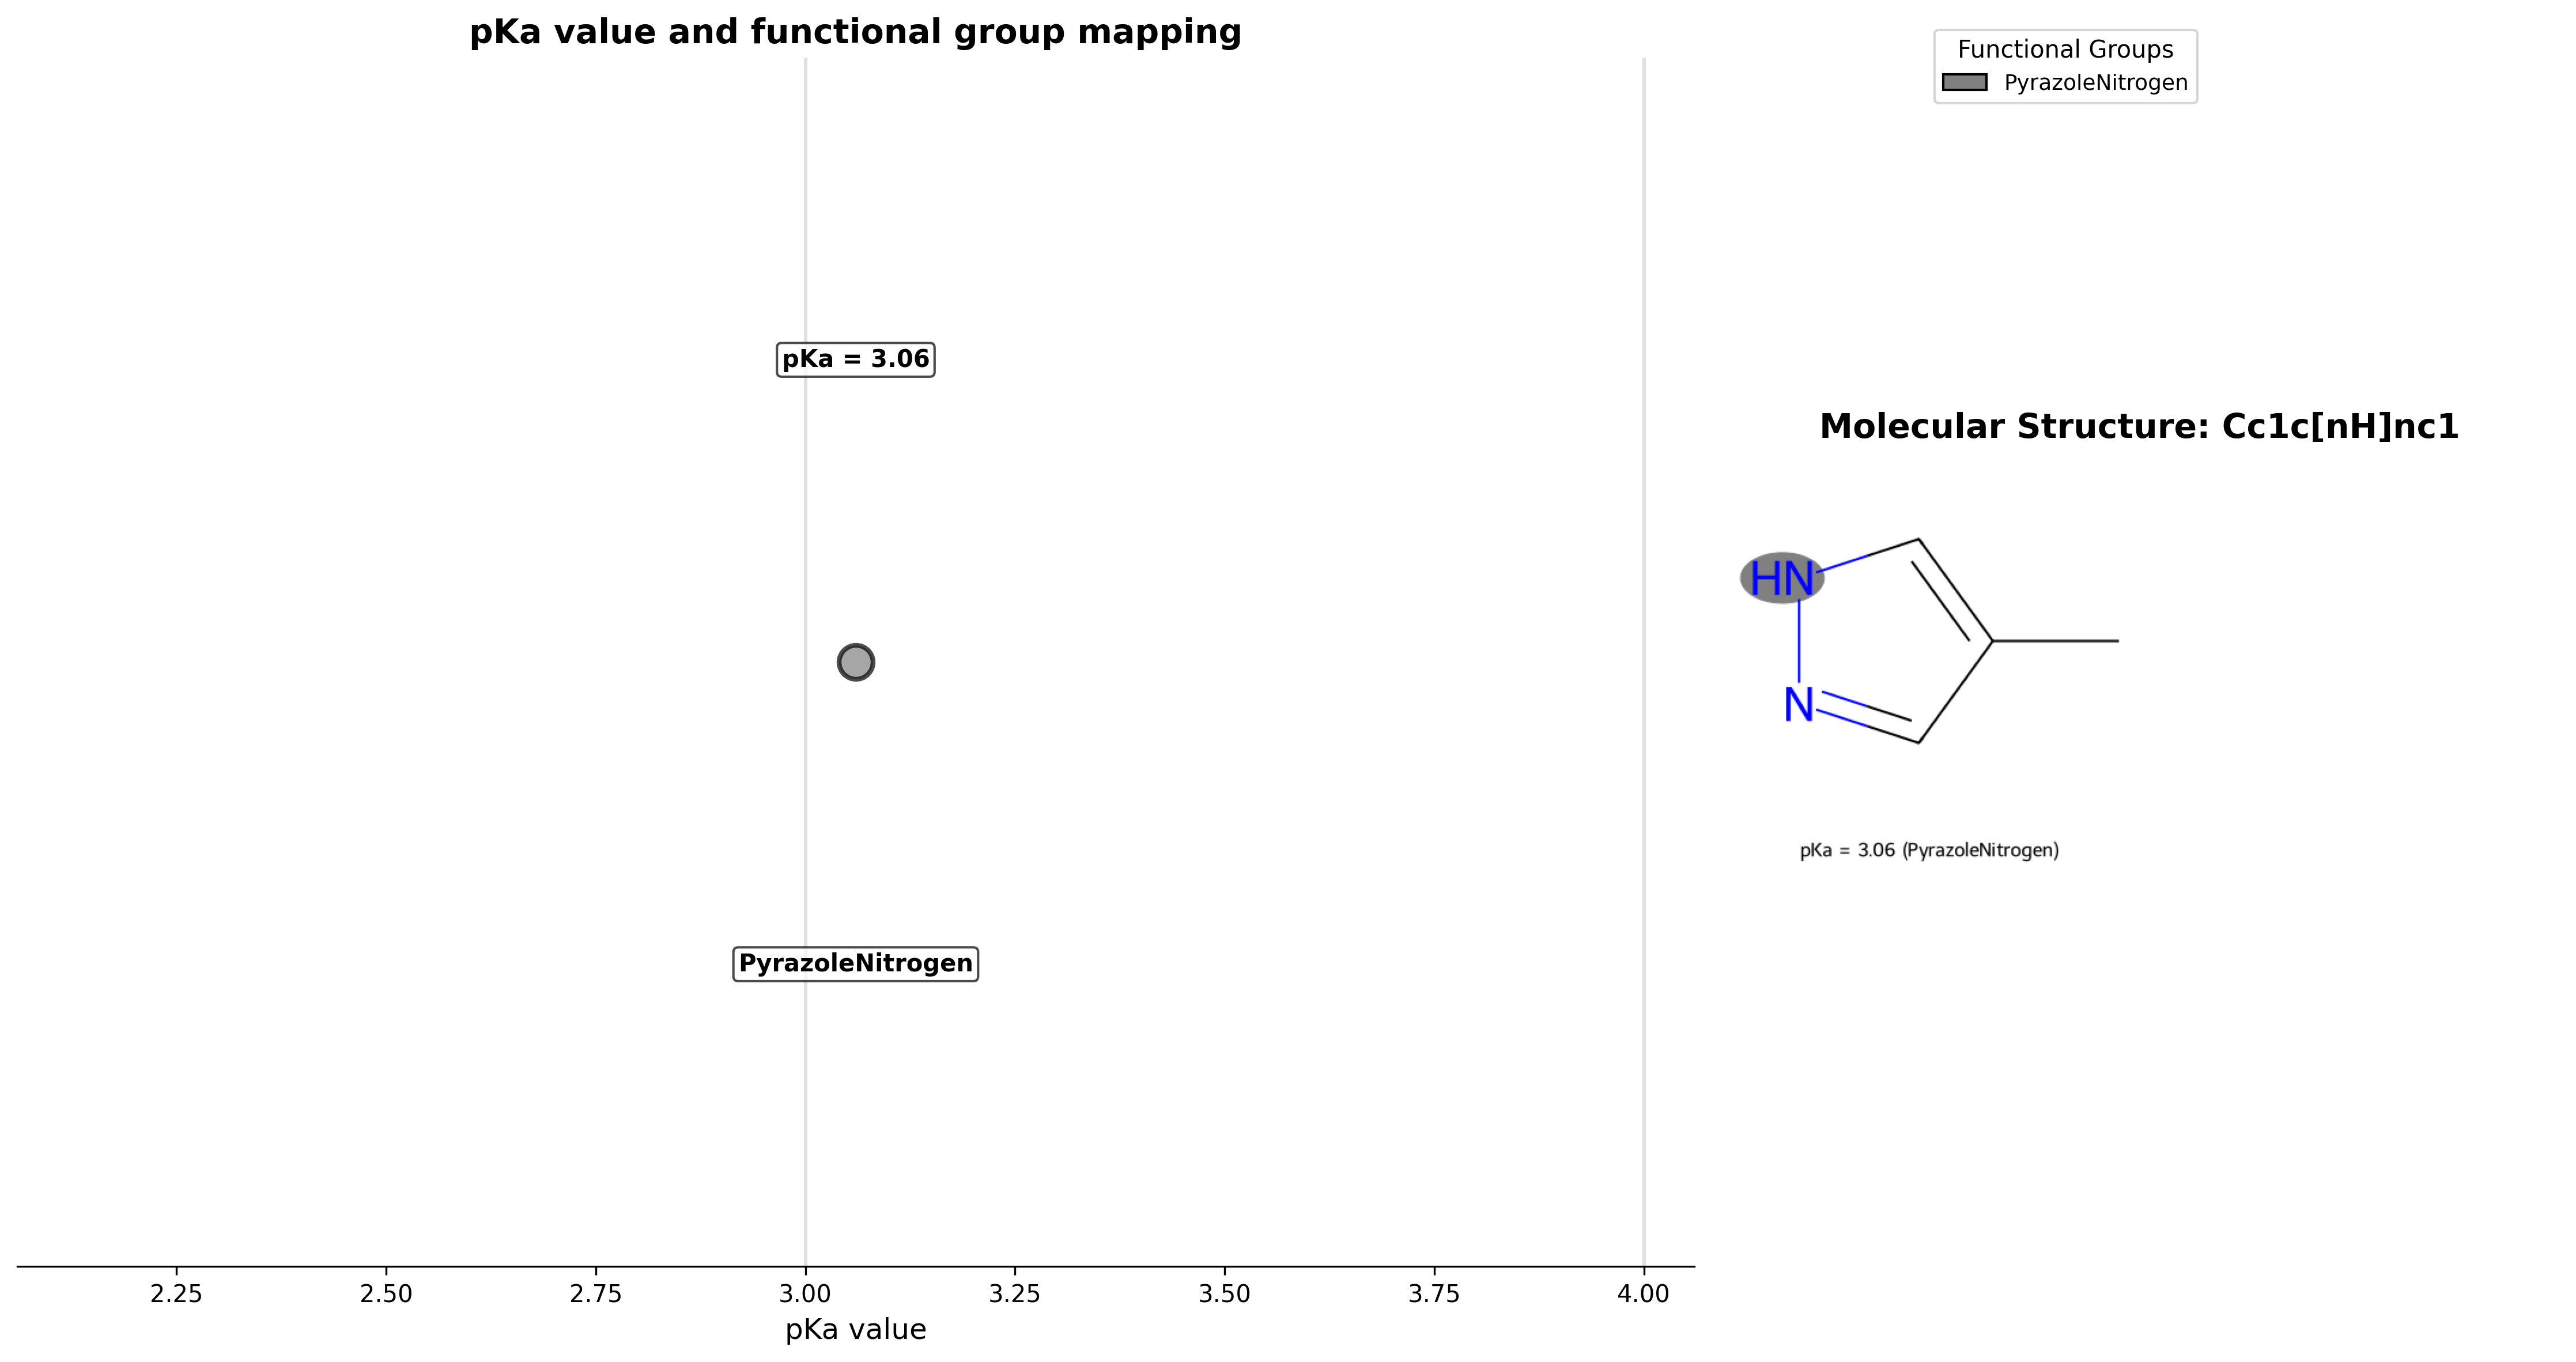 pKa value and functional group mapping
Functional Groups
PyrazoleNitrogen
pKa = 3.06
Molecular Structure: Cc1c[nH]nc1
HN
N
pKa = 3.06 (PyrazoleNitrogen)
PyrazoleNitrogen
2.25 2.50 2.75 3.00 3.25 3.50 3.75 4.00
pKa value